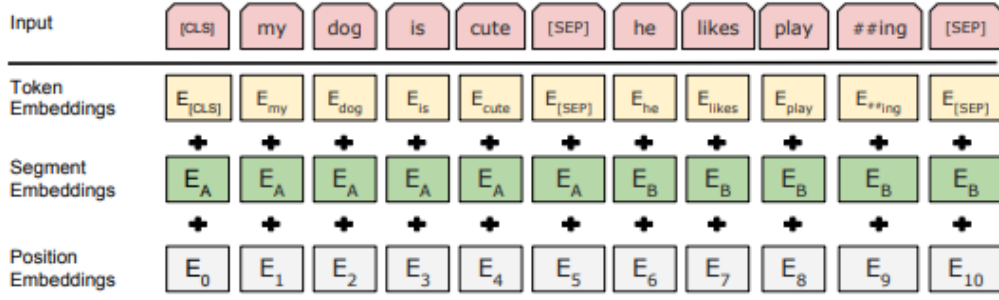 Input [CLS] my dog is cute [SEP] he likes play ##ing [SEP]
Token Embeddings E[CLS] Emy Edog Eis Ecute E[SEP] Ehe Elikes Eplay E##ing E[SEP]
+ + + + + + + + + + +
Segment Embeddings EA EA EA EA EA EA EB EB EB EB EB
+ + + + + + + + + + +
Position Embeddings E0 E1 E2 E3 E4 E5 E6 E7 E8 E9 E10